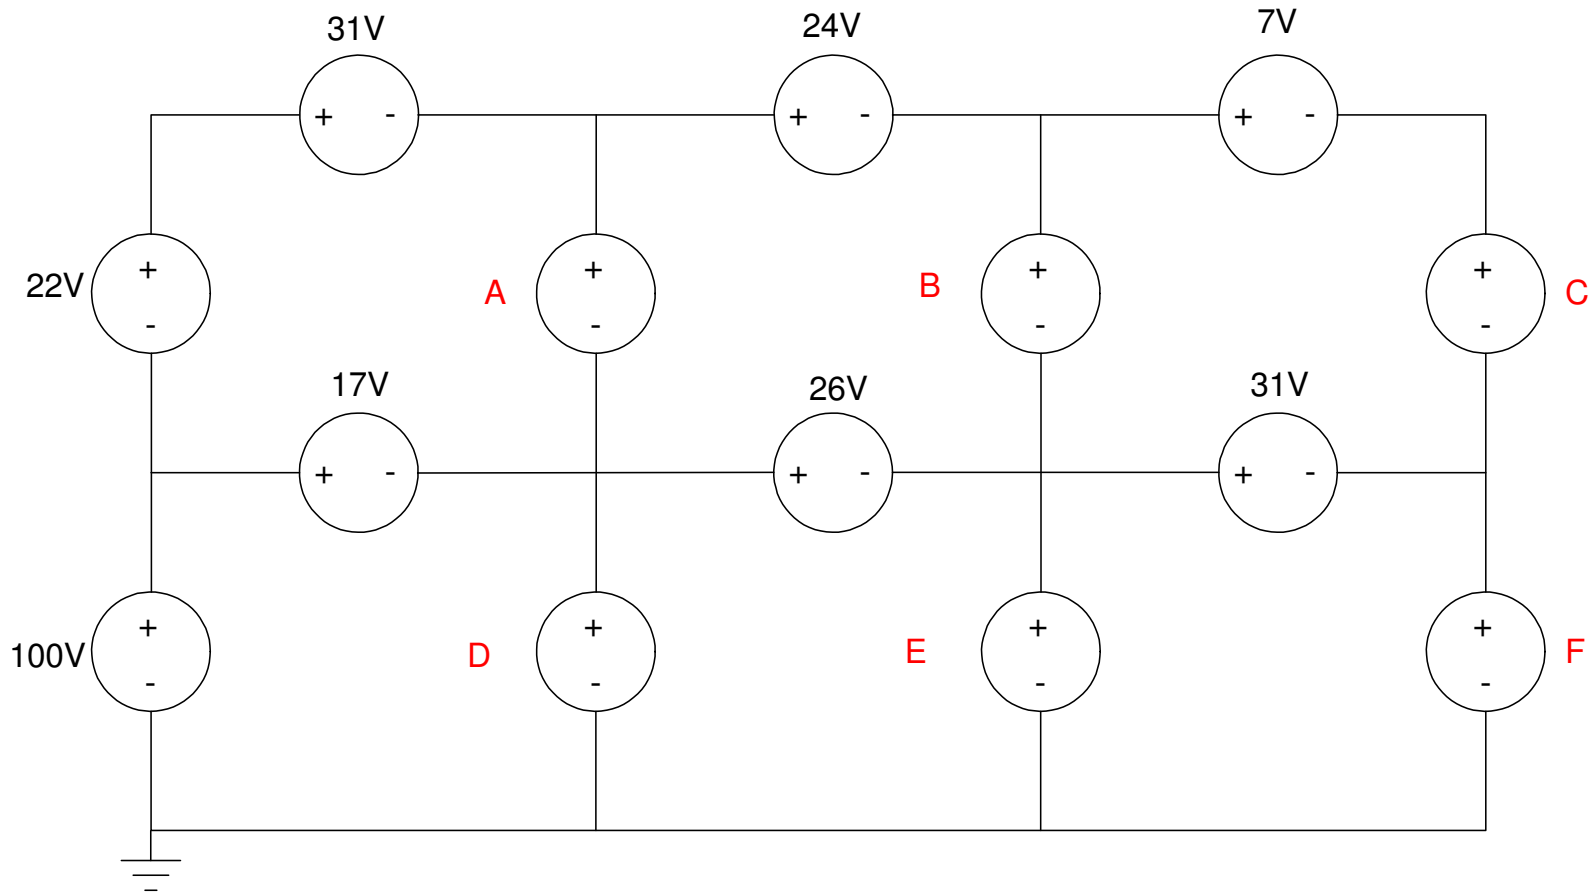 31V
24V
7V
+ -
+ -
+ -
22V
+
-
A
+
-
B
+
-
+
-
C
17V
26V
31V
+ -
+ -
+ -
100V
+
-
D
+
-
E
+
-
+
-
F